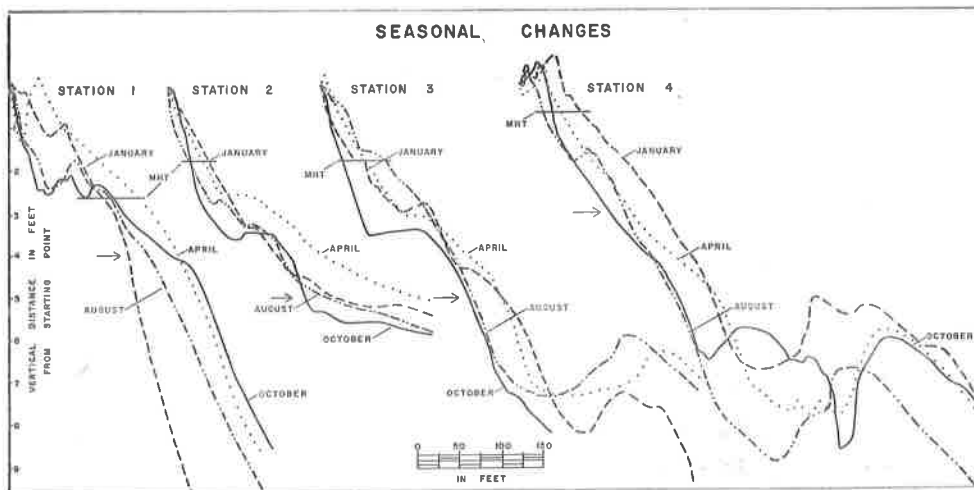 SEASONAL CHANGES
STATION 1
STATION 2
STATION 3
STATION 4
MHT
JANUARY
JANUARY
JANUARY
JANUARY
MHT
MHT
APRIL
APRIL
APRIL
APRIL
AUGUST
AUGUST
AUGUST
AUGUST
OCTOBER
OCTOBER
OCTOBER
OCTOBER
VERTICAL DISTANCE IN FEET
FROM STARTING POINT
2
3
4
5
6
7
8
9
0 50 100 150
IN FEET